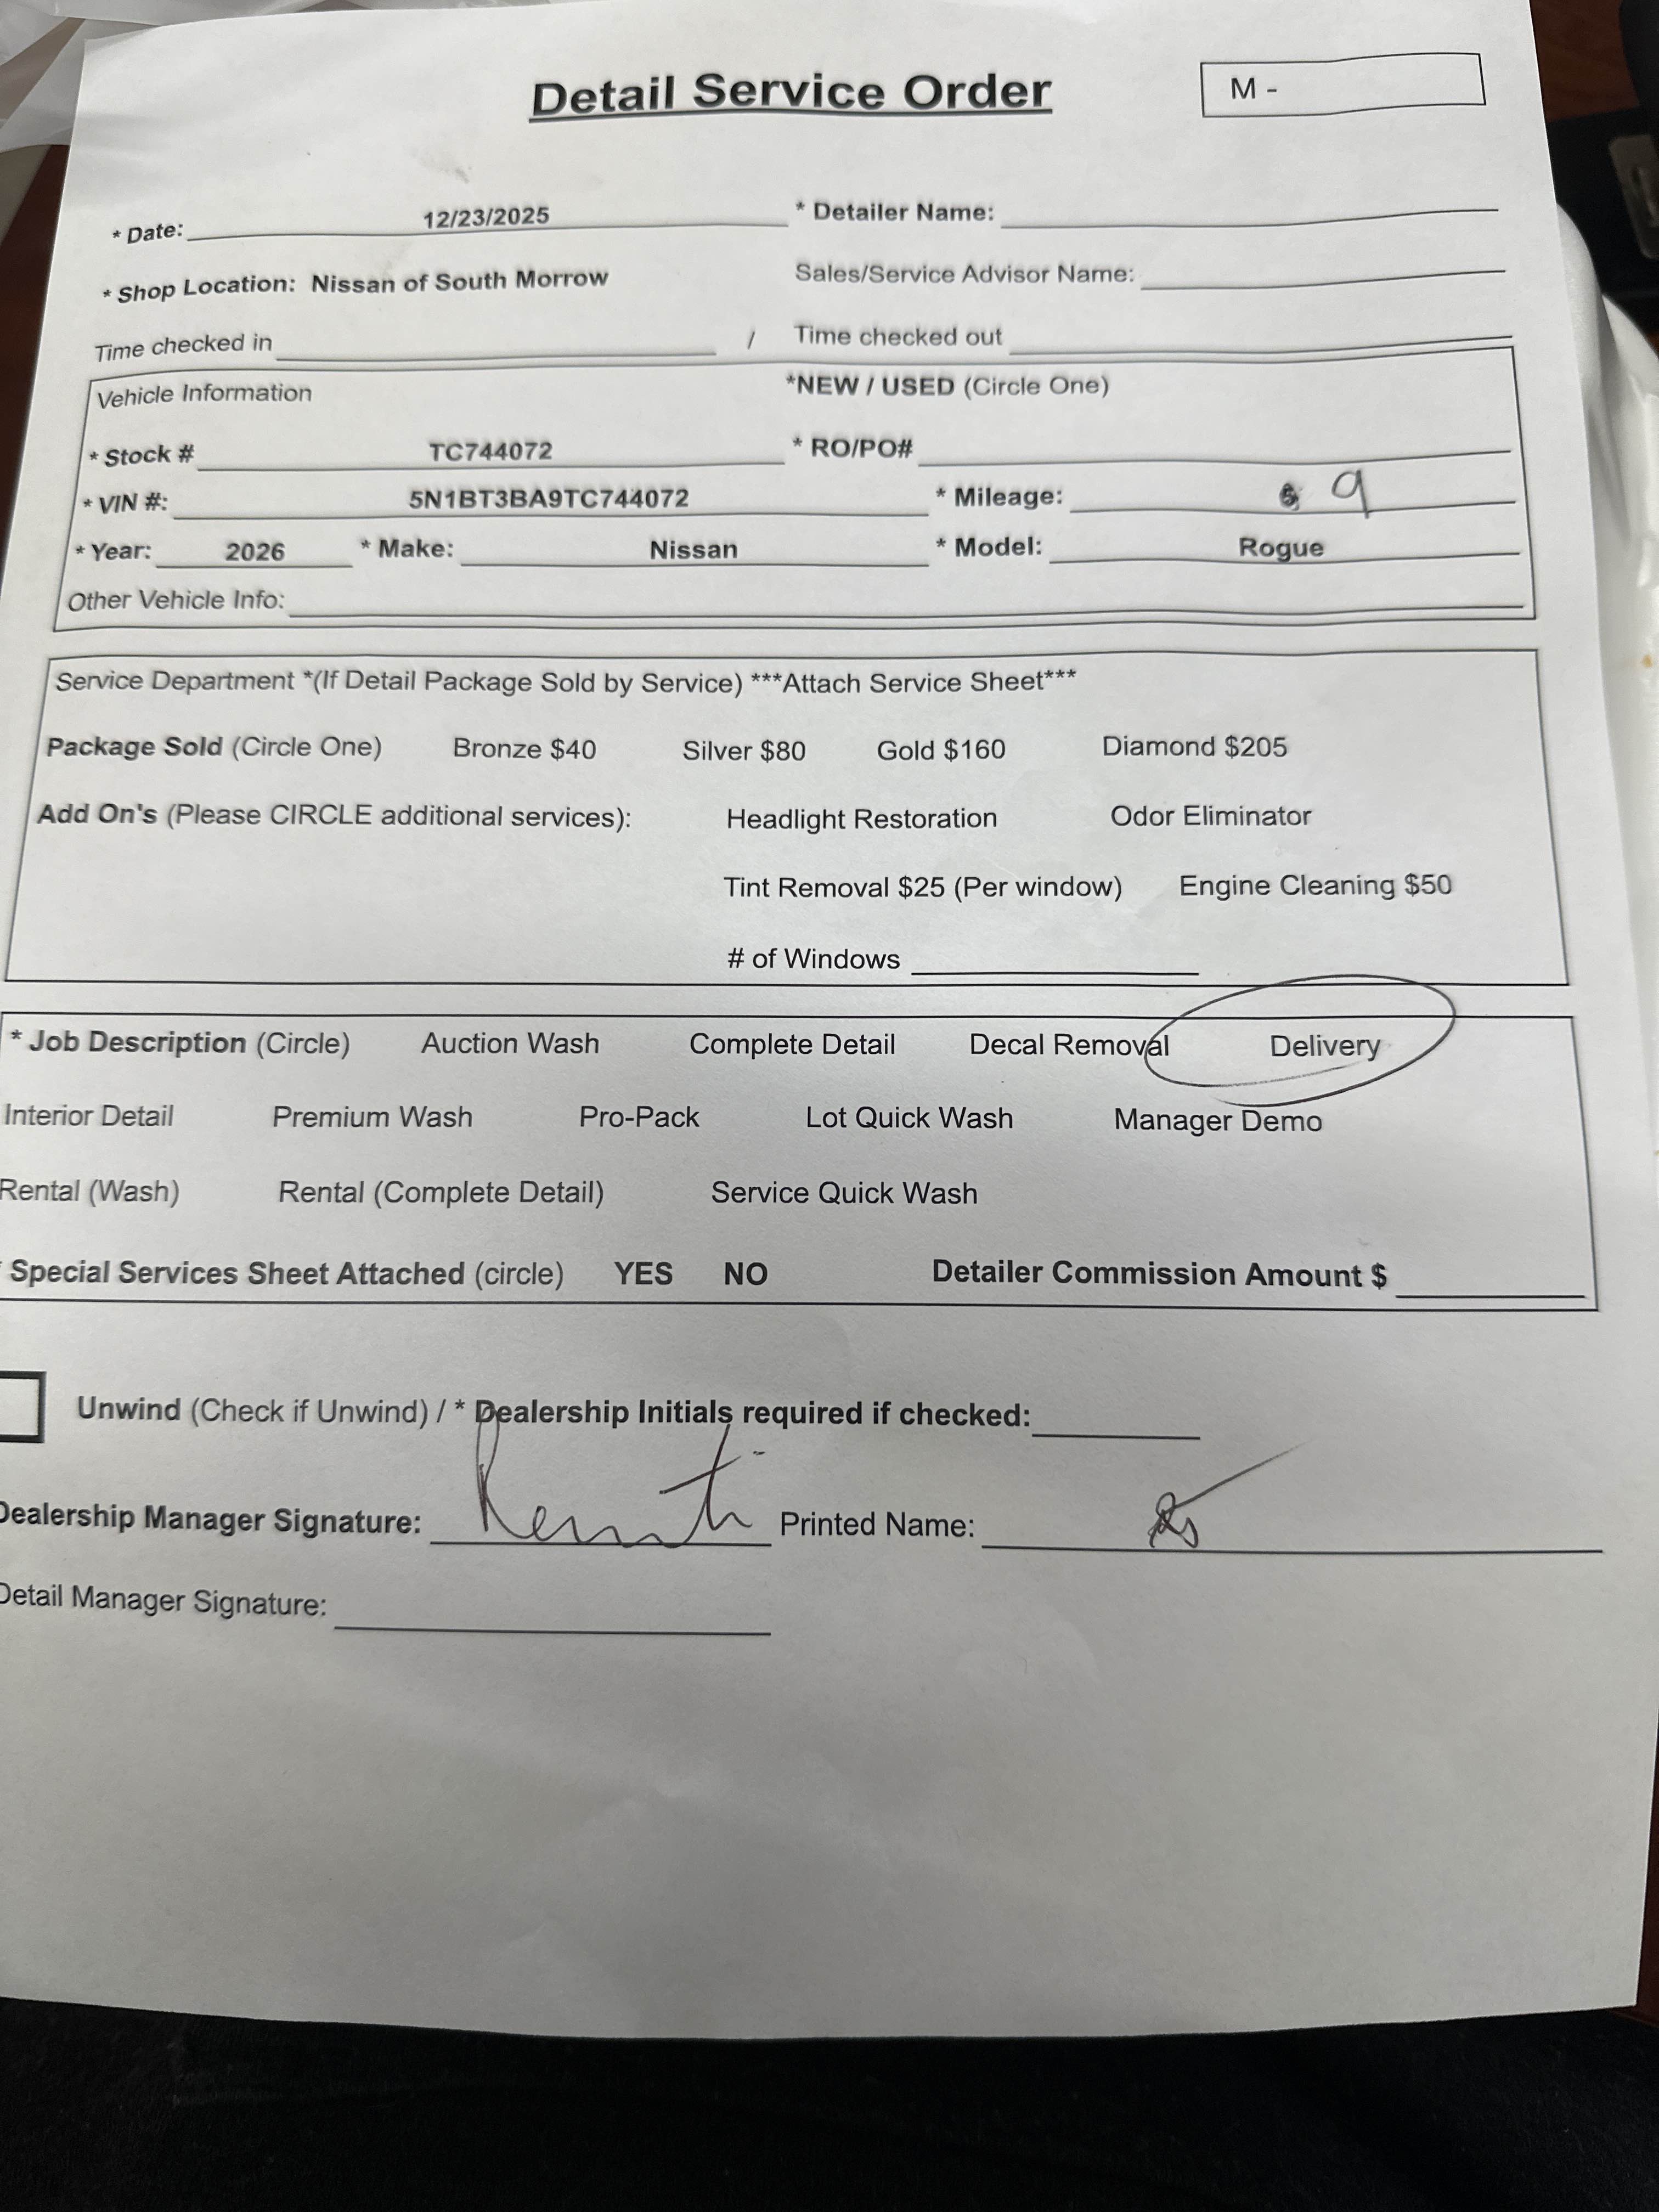 Detail Service Order
M -
* Date: 12/23/2025 * Detailer Name:
* Shop Location: Nissan of South Morrow Sales/Service Advisor Name:
Time checked in / Time checked out
Vehicle Information *NEW / USED (Circle One)
* Stock # TC744072 * RO/PO#
* VIN #: 5N1BT3BA9TC744072 * Mileage: 9
* Year: 2026 * Make: Nissan * Model: Rogue
Other Vehicle Info:
Service Department *(If Detail Package Sold by Service) ***Attach Service Sheet***
Package Sold (Circle One) Bronze $40 Silver $80 Gold $160 Diamond $205
Add On's (Please CIRCLE additional services): Headlight Restoration Odor Eliminator
Tint Removal $25 (Per window) Engine Cleaning $50
# of Windows
* Job Description (Circle) Auction Wash Complete Detail Decal Removal Delivery
Interior Detail Premium Wash Pro-Pack Lot Quick Wash Manager Demo
Rental (Wash) Rental (Complete Detail) Service Quick Wash
* Special Services Sheet Attached (circle) YES NO Detailer Commission Amount $
Unwind (Check if Unwind) / * Dealership Initials required if checked:
Dealership Manager Signature: Printed Name:
Detail Manager Signature: